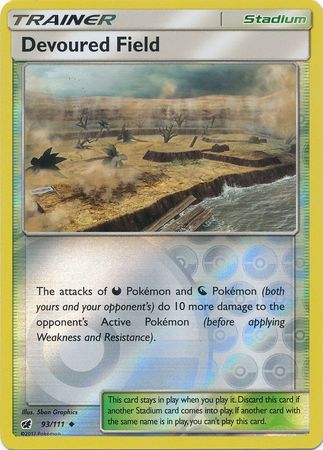 TRAINER Stadium
Devoured Field
The attacks of Pokémon and Pokémon (both
yours and your opponent's) do 10 more damage to the
opponent's Active Pokémon (before applying
Weakness and Resistance).
This card stays in play when you play it. Discard this card if
another Stadium card comes into play. If another card with
the same name is in play, you can't play this card.
Illus. 5ban Graphics
93/111
©2017 Pokémon